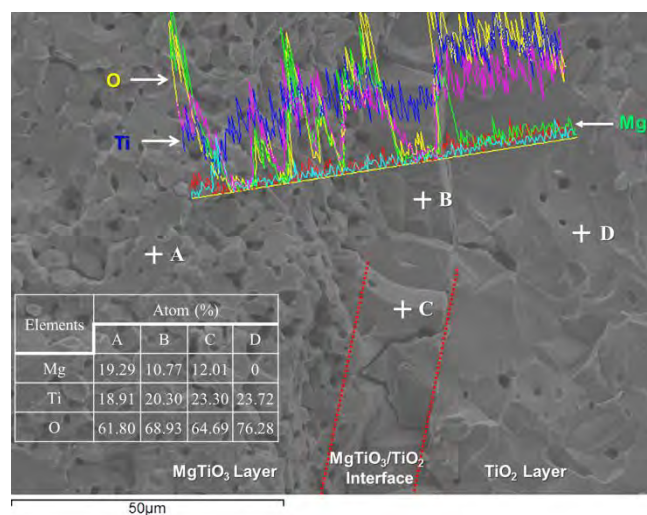 O
Ti
Mg
B
D
A
C
Elements Atom (%)
A B C D
Mg 19.29 10.77 12.01 0
Ti 18.91 20.30 23.30 23.72
O 61.80 68.93 64.69 76.28
MgTiO₃ Layer
MgTiO₃/TiO₂
Interface
TiO₂ Layer
50μm